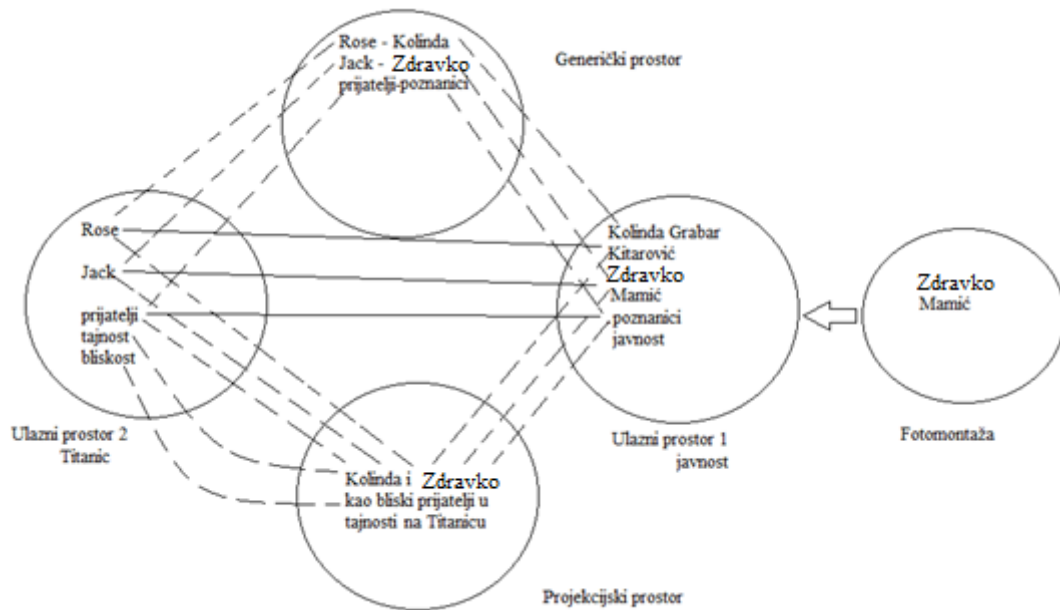 Rose - Kolinda
Jack - Zdravko
prijatelji-poznanici
Generički prostor
Rose
Jack
prijatelji
tajnost
bliskost
Ulazni prostor 2
Titanic
Kolinda Grabar
Kitarović
Zdravko
Mamić
poznanici
javnost
Ulazni prostor 1
javnost
Zdravko
Mamić
Fotomontaža
Kolinda i Zdravko
kao bliski prijatelji u
tajnosti na Titanicu
Projekcijski prostor